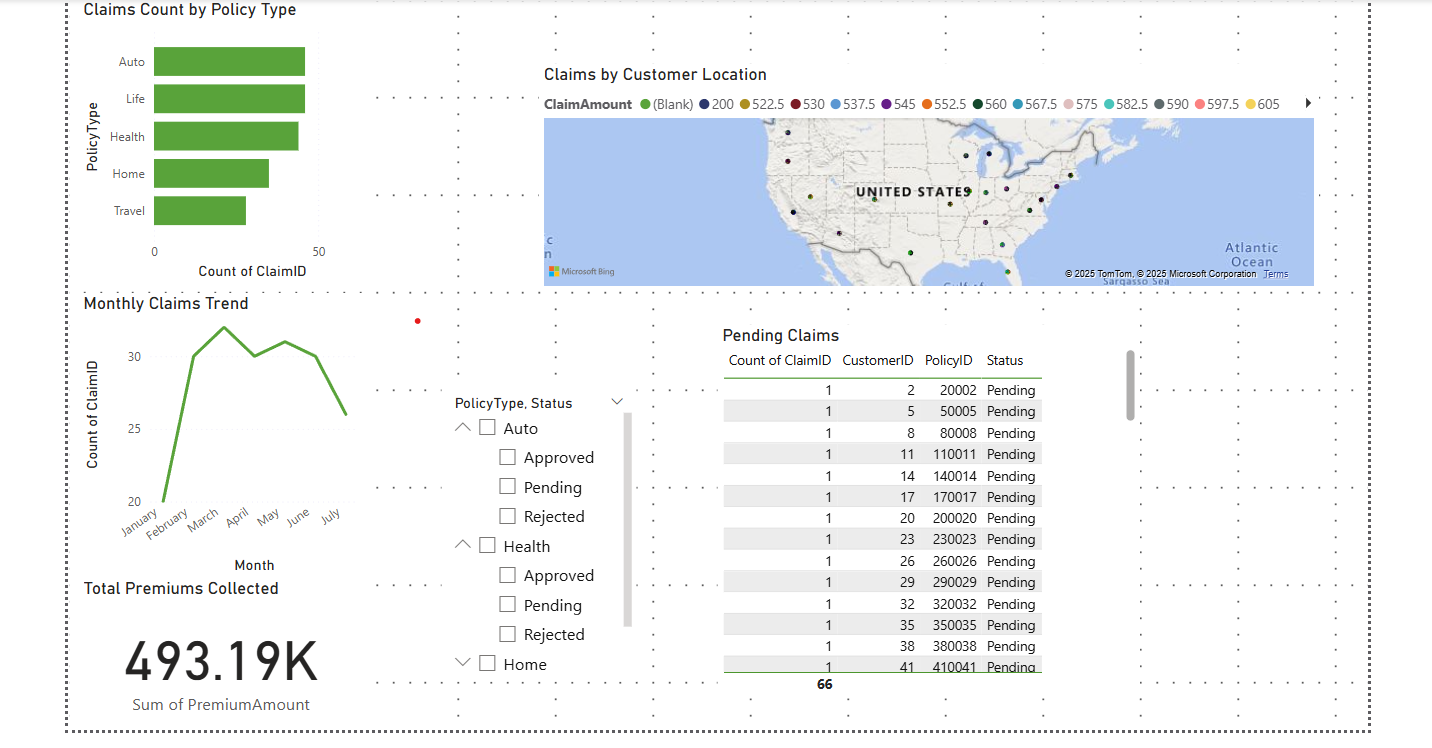 Claims Count by Policy Type
PolicyType
Auto
Life
Health
Home
Travel
0 50
Count of ClaimID
Claims by Customer Location
ClaimAmount (Blank) 200 522.5 530 537.5 545 552.5 560 567.5 575 582.5 590 597.5 605
UNITED STATES
Atlantic
Ocean
Microsoft Bing
© 2025 TomTom, © 2025 Microsoft Corporation Terms
Sargasso Sea
Monthly Claims Trend
Count of ClaimID
30
25
20
January February March April May June July
Month
Total Premiums Collected
493.19K
Sum of PremiumAmount
PolicyType, Status
Auto
Approved
Pending
Rejected
Health
Approved
Pending
Rejected
Home
Pending Claims
Count of ClaimID CustomerID PolicyID Status
1 2 20002 Pending
1 5 50005 Pending
1 8 80008 Pending
1 11 110011 Pending
1 14 140014 Pending
1 17 170017 Pending
1 20 200020 Pending
1 23 230023 Pending
1 26 260026 Pending
1 29 290029 Pending
1 32 320032 Pending
1 35 350035 Pending
1 38 380038 Pending
1 41 410041 Pending
66